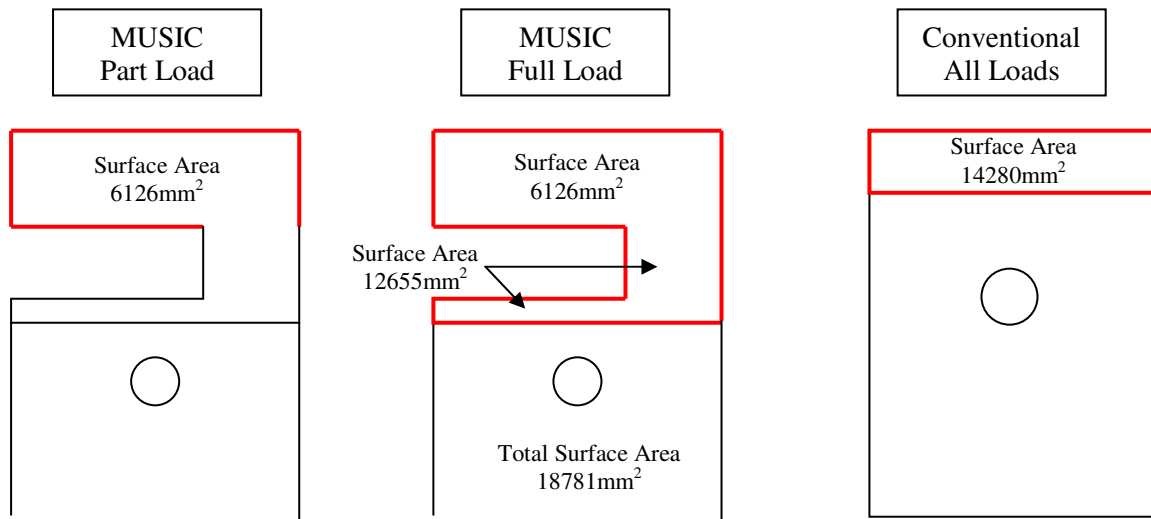 MUSIC
Part Load
MUSIC
Full Load
Conventional
All Loads
Surface Area
6126mm²
Surface Area
6126mm²
Surface Area
14280mm²
Surface Area
12655mm²
Total Surface Area
18781mm²